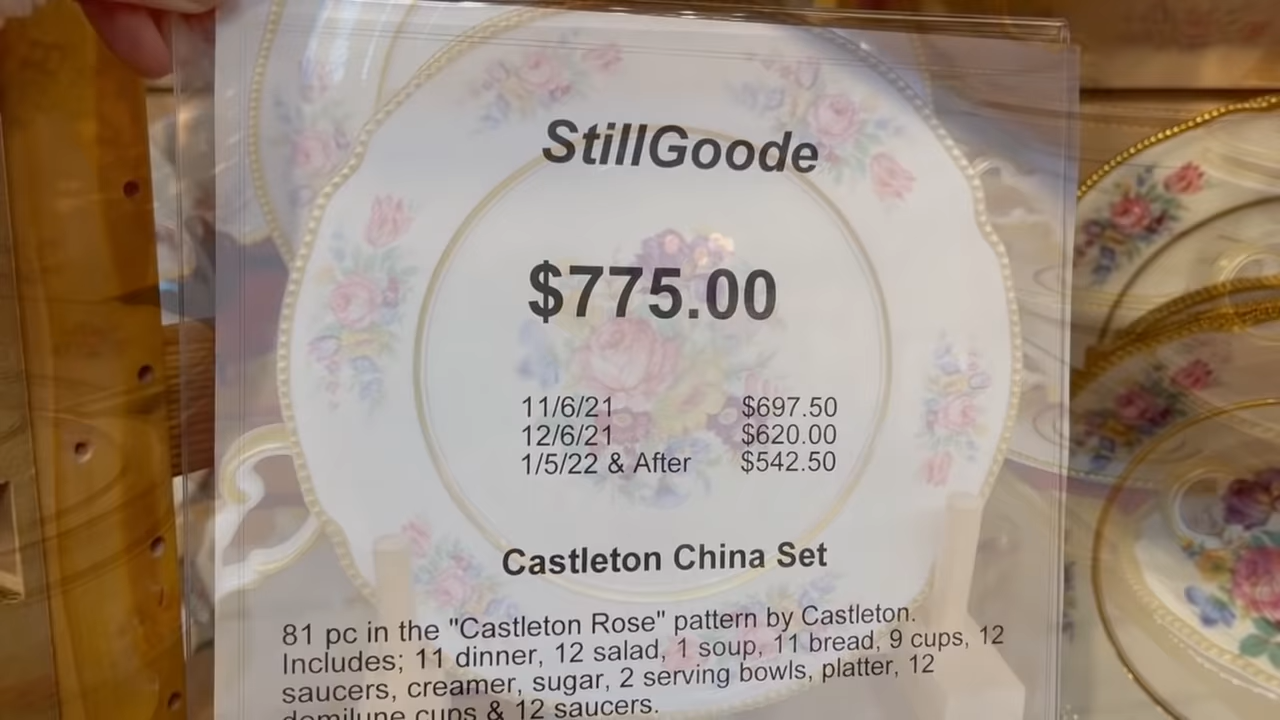 StillGoode
$775.00
11/6/21 $697.50
12/6/21 $620.00
1/5/22 & After $542.50
Castleton China Set
81 pc in the "Castleton Rose" pattern by Castleton.
Includes; 11 dinner, 12 salad, 1 soup, 11 bread, 9 cups, 12
saucers, creamer, sugar, 2 serving bowls, platter, 12
cups & 12 saucers.